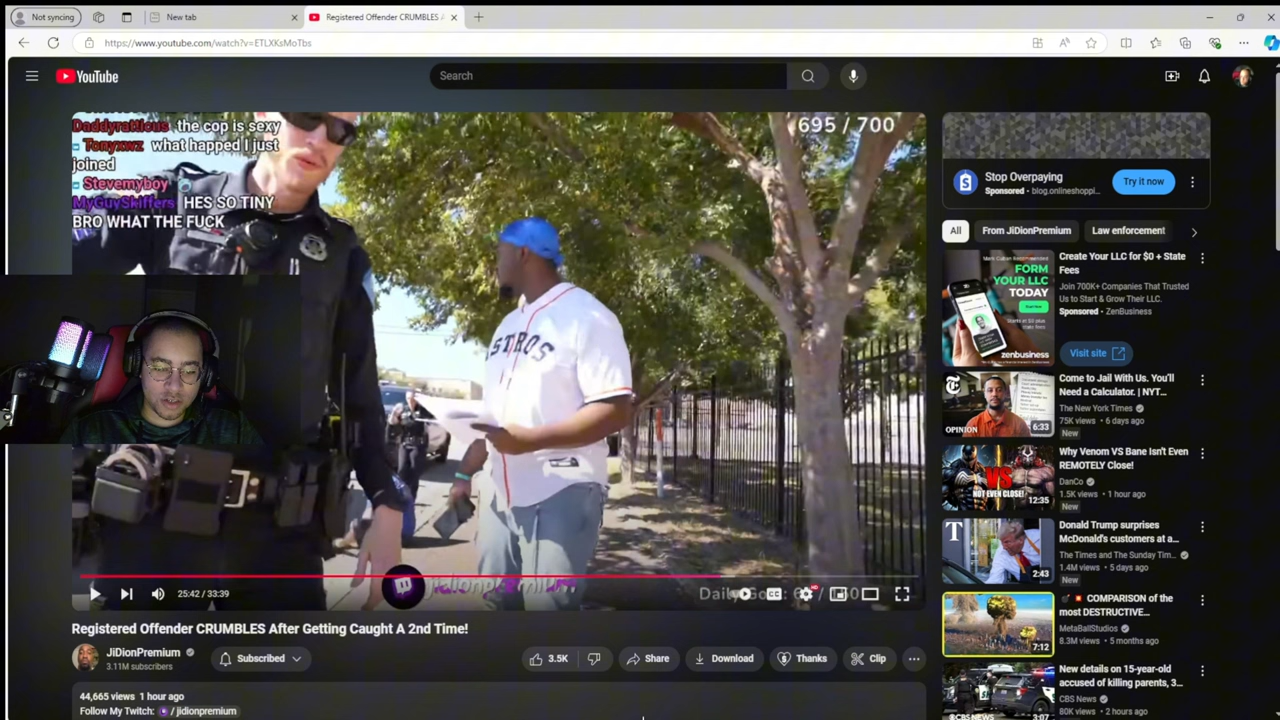 Not syncing
New tab
Registered Offender CRUMBLES A
https://www.youtube.com/watch?v=ETLXKsMoTbs
YouTube
Search
Daddyratticus the cop is sexy
Tonyxwz what happed I just
joined
Stevemyboy
MyGuySkiffers HES SO TINY
BRO WHAT THE FUCK
695 / 700
ASTROS
jidionpremium
25:42 / 33:39
Registered Offender CRUMBLES After Getting Caught A 2nd Time!
JiDionPremium
3.11M subscribers
Subscribed
3.5K
Share
Download
Thanks
Clip
44,665 views 1 hour ago
Follow My Twitch: / jidionpremium
Stop Overpaying
Sponsored · blog.onlineshoppi...
Try it now
All
From JiDionPremium
Law enforcement
FORM
YOUR LLC
TODAY
zenbusiness
Create Your LLC for $0 + State
Fees
Join 700K+ Companies That Trusted
Us to Start & Grow Their LLC.
Sponsored · ZenBusiness
Visit site
OPINION
6:33
Come to Jail With Us. You'll
Need a Calculator. | NYT...
The New York Times
75K views · 6 days ago
New
VS
NOT EVEN CLOSE!
12:35
Why Venom VS Bane Isn't Even
REMOTELY Close!
DanCo
1.5K views · 1 hour ago
New
T
2:43
Donald Trump surprises
McDonald's customers at a...
The Times and The Sunday Tim...
1.4M views · 5 days ago
New
7:12
COMPARISON of the
most DESTRUCTIVE...
MetaBallStudios
8.3M views · 5 months ago
CBS NEWS
3:07
New details on 15-year-old
accused of killing parents, 3...
CBS News
80K views · 2 hours ago